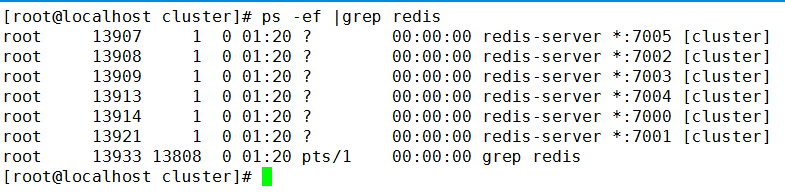 [root@localhost cluster]# ps -ef |grep redis
root     13907     1  0 01:20 ?        00:00:00 redis-server *:7005 [cluster]
root     13908     1  0 01:20 ?        00:00:00 redis-server *:7002 [cluster]
root     13909     1  0 01:20 ?        00:00:00 redis-server *:7003 [cluster]
root     13913     1  0 01:20 ?        00:00:00 redis-server *:7004 [cluster]
root     13914     1  0 01:20 ?        00:00:00 redis-server *:7000 [cluster]
root     13921     1  0 01:20 ?        00:00:00 redis-server *:7001 [cluster]
root     13933 13808  0 01:20 pts/1    00:00:00 grep redis
[root@localhost cluster]#